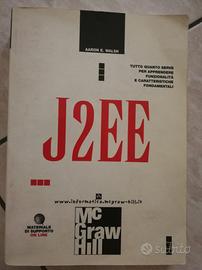 AARON E. WALSH
TUTTO QUANTO SERVE
PER APPRENDERE
FUNZIONALITÀ
E CARATTERISTICHE
FONDAMENTALI
J2EE
www.informatica.mcgraw-hill.it
MATERIALE
DI SUPPORTO
ON LINE
Mc
Graw
Hill
subito